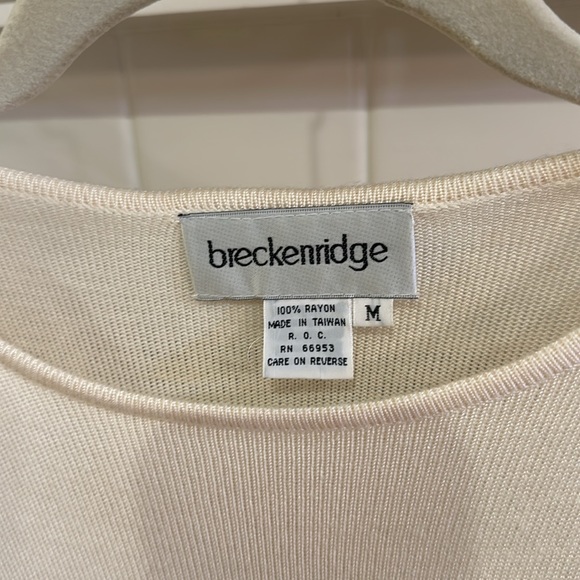 breckenridge
100% RAYON
MADE IN TAIWAN
R. O. C.
RN 66953
CARE ON REVERSE
M